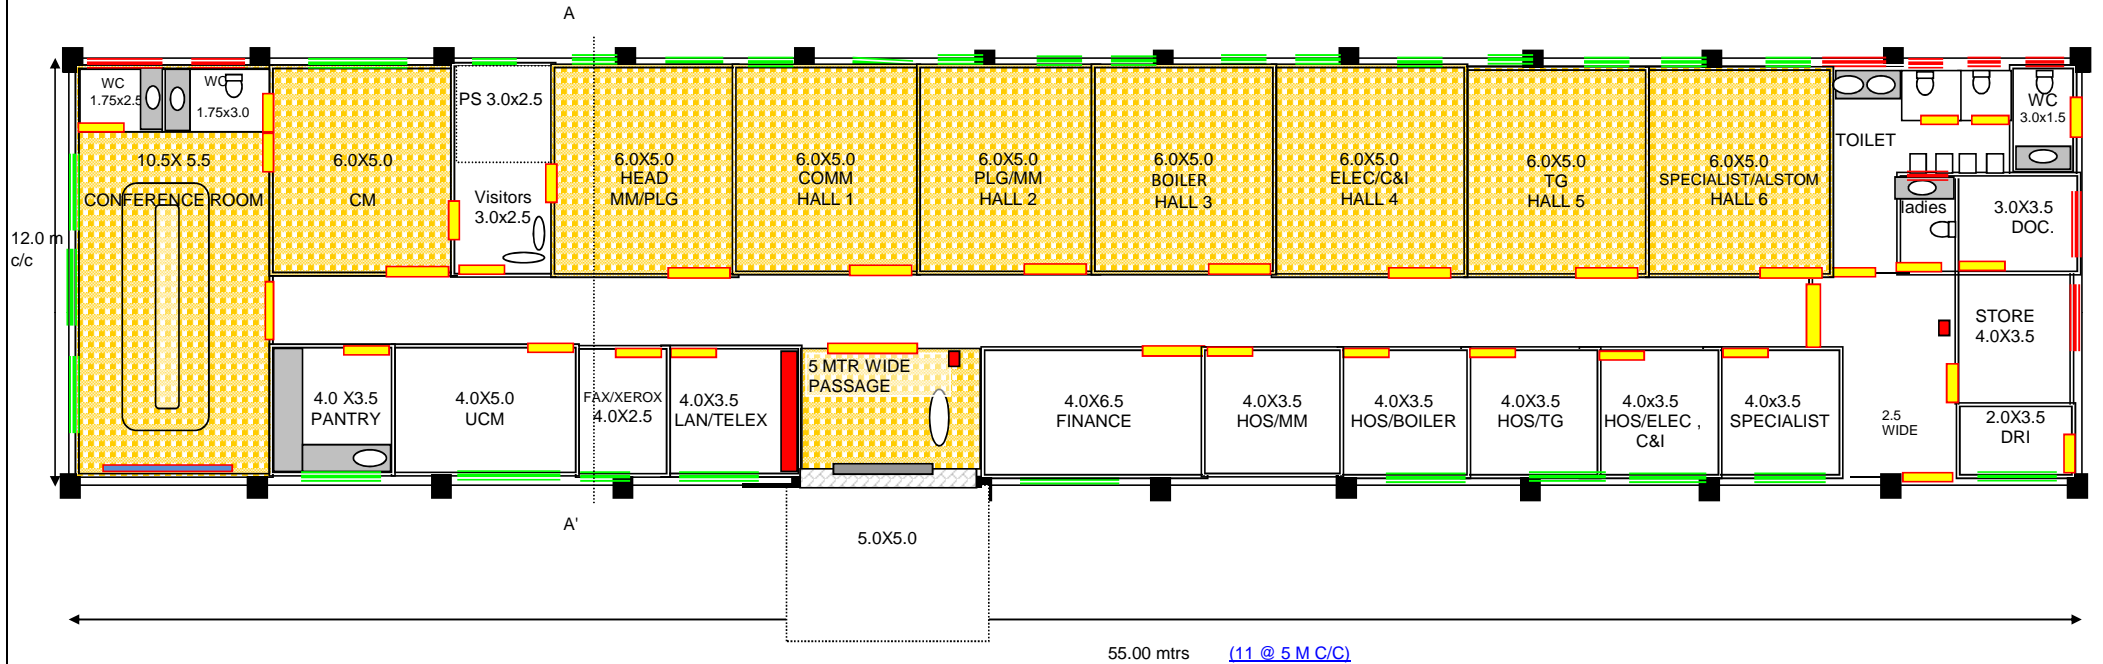 A
WC
1.75x2.5
WC
1.75x3.0
PS 3.0x2.5
WC
3.0x1.5
TOILET
10.5X 5.5
CONFERENCE ROOM
6.0X5.0
CM
Visitors
3.0x2.5
6.0X5.0
HEAD
MM/PLG
6.0X5.0
COMM
HALL 1
6.0X5.0
PLG/MM
HALL 2
6.0X5.0
BOILER
HALL 3
6.0X5.0
ELEC/C&I
HALL 4
6.0X5.0
TG
HALL 5
6.0X5.0
SPECIALIST/ALSTOM
HALL 6
ladies
3.0X3.5
DOC.
12.0 m
c/c
STORE
4.0X3.5
5 MTR WIDE
PASSAGE
4.0 X3.5
PANTRY
4.0X5.0
UCM
FAX/XEROX
4.0X2.5
4.0X3.5
LAN/TELEX
4.0X6.5
FINANCE
4.0X3.5
HOS/MM
4.0X3.5
HOS/BOILER
4.0X3.5
HOS/TG
4.0x3.5
HOS/ELEC ,
C&I
4.0x3.5
SPECIALIST
2.5
WIDE
2.0X3.5
DRI
A'
5.0X5.0
55.00 mtrs (11 @ 5 M C/C)